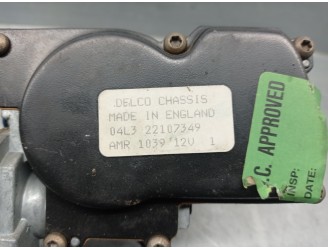 DELCO CHASSIS
MADE IN ENGLAND
04L3 22107349
AMR 1039 12V 1
.C. APPROVED
INSP:
DATE: